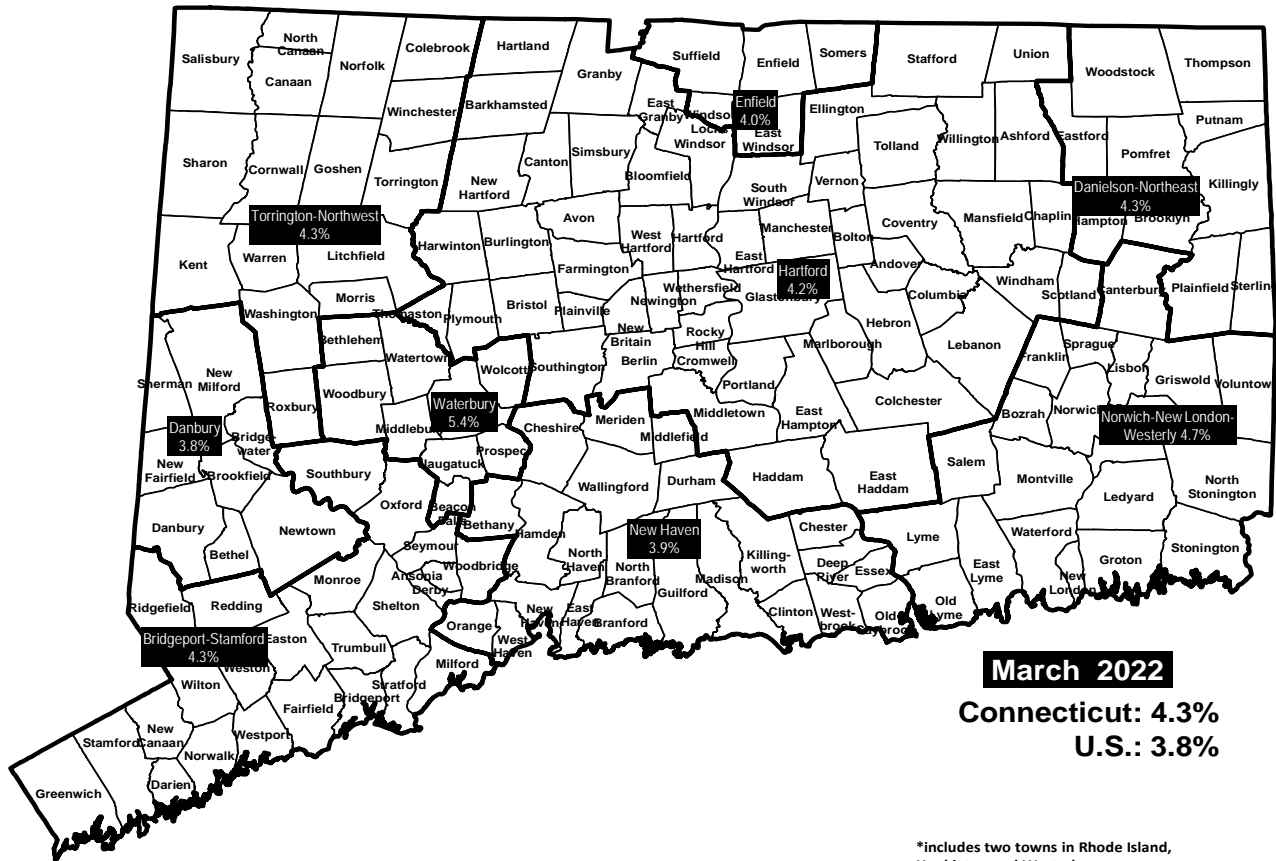 North
Canaan
Colebrook
Hartland
Suffield
Enfield
Somers
Stafford
Union
Woodstock
Thompson
Salisbury
Canaan
Norfolk
Granby
Winchester
Barkhamsted
East
Granby
Windsor
Locks
Enfield
4.0%
East
Windsor
Ellington
Putnam
Windsor
Tolland
Willington
Ashford
Eastford
Pomfret
Sharon
Cornwall
Goshen
Torrington
Canton
Simsbury
Bloomfield
New
Hartford
South
Windsor
Vernon
Killingly
Danielson-Northeast
4.3%
Torrington-Northwest
4.3%
Avon
Mansfield
Chaplin
Hampton
Brooklyn
Harwinton
Burlington
West
Hartford
Hartford
Manchester
Bolton
Coventry
Kent
Warren
Litchfield
Farmington
East
Hartford
Hartford
4.2%
Andover
Windham
Scotland
Canterbury
Plainfield
Sterling
Morris
Wethersfield
Newington
Glastonbury
Columbia
Washington
Thomaston
Plymouth
Bristol
Plainville
New
Britain
Rocky
Hill
Hebron
Bethlehem
Watertown
Wolcott
Southington
Berlin
Cromwell
Marlborough
Lebanon
Franklin
Sprague
Lisbon
Griswold
Voluntown
Sherman
New
Milford
Roxbury
Woodbury
Portland
Colchester
Bozrah
Norwich
Norwich-New London-
Westerly 4.7%
Waterbury
5.4%
Danbury
3.8%
Bridge-
water
Middlebury
Cheshire
Meriden
Middletown
East
Hampton
Middlefield
New
Fairfield
Brookfield
Southbury
Naugatuck
Prospect
Wallingford
Durham
Haddam
East
Haddam
Salem
Montville
Ledyard
North
Stonington
Oxford
Beacon
Falls
Bethany
Hamden
Danbury
Bethel
Newtown
Seymour
Woodbridge
North
Haven
New Haven
3.9%
North
Branford
Killing-
worth
Chester
Deep
River
Essex
Lyme
East
Lyme
Waterford
New
London
Groton
Stonington
Monroe
Ansonia
Derby
Shelton
Madison
Guilford
Ridgefield
Redding
Orange
West
Haven
New
Haven
East
Haven
Branford
Clinton
West-
brook
Old
Saybrook
Old
Lyme
Bridgeport-Stamford
4.3%
Easton
Trumbull
Milford
Weston
Wilton
Fairfield
Bridgeport
Stratford
Stamford
New
Canaan
Norwalk
Westport
Darien
Greenwich
March 2022
Connecticut: 4.3%
U.S.: 3.8%
*includes two towns in Rhode Island,